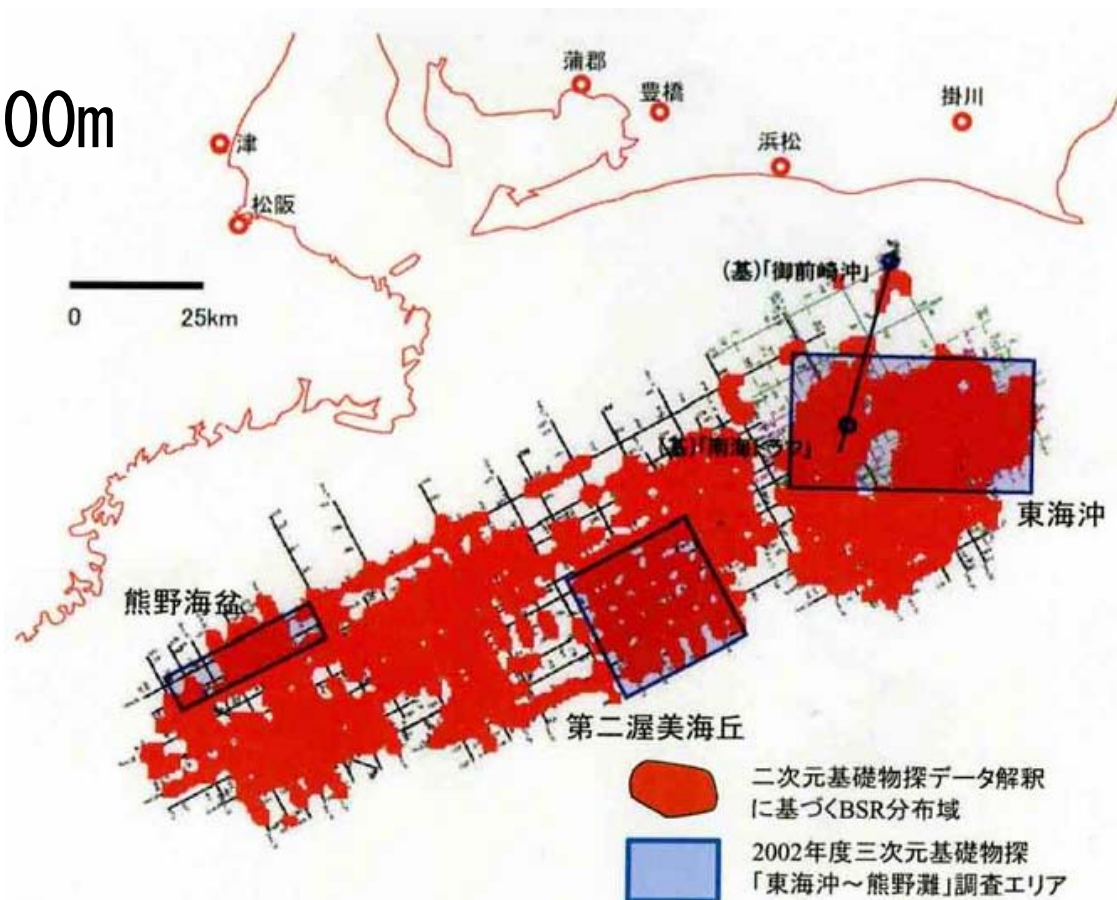 00m
蒲郡
豊橋
掛川
津
浜松
松阪
(基)「御前崎沖」
0 25km
(基)「南海トラフ」
東海沖
熊野海盆
第二渥美海丘
二次元基礎物探データ解釈
に基づくBSR分布域
2002年度三次元基礎物探
「東海沖～熊野灘」調査エリア